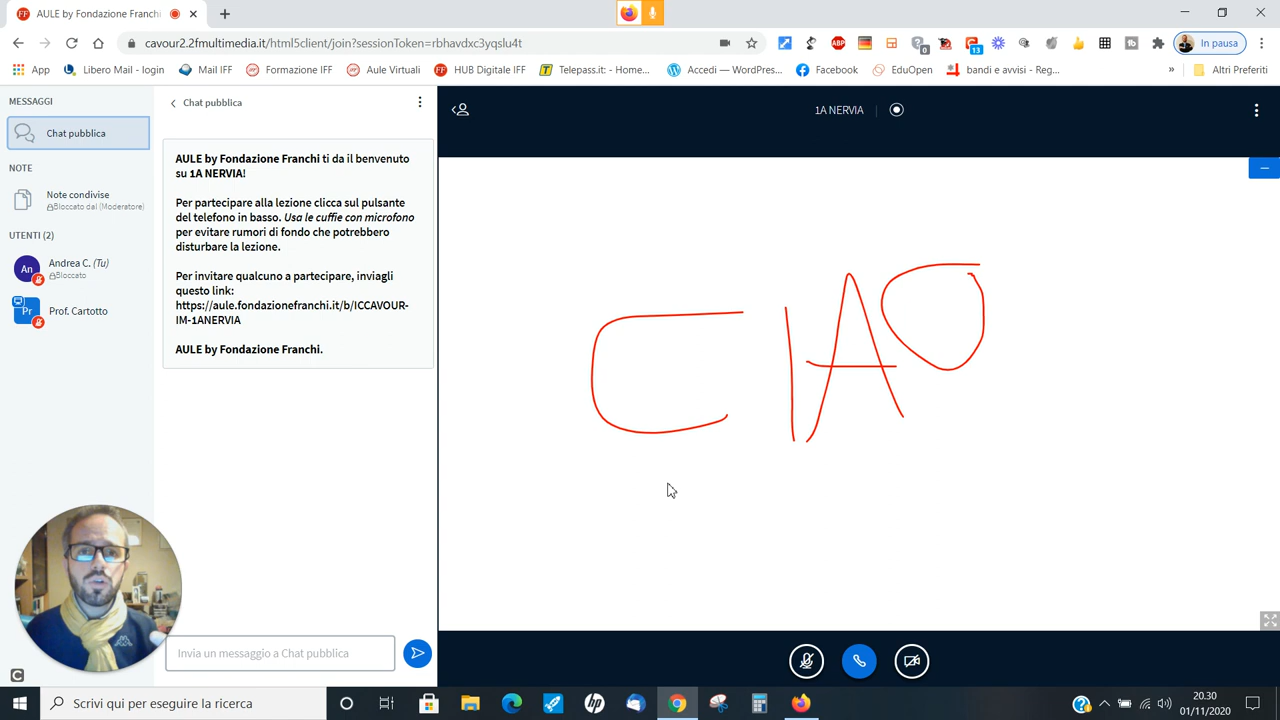 AULE by Fondazione Franchi
cavour2.2fmultimedia.it/html5client/join?sessionToken=rbhavdxc3yqslu4t
ABP
0
13
In pausa
App
Libero Mail - login
Mail IFF
Formazione IFF
Aule Virtuali
HUB Digitale IFF
Telepass.it: - Home...
Accedi — WordPress...
Facebook
EduOpen
bandi e avvisi - Reg...
»
Altri Preferiti
MESSAGGI
Chat pubblica
NOTE
Note condivise
Bloccato dal (Moderatore)
UTENTI (2)
An
Andrea C. (Tu)
Bloccato
Pr
Prof. Cartotto
Chat pubblica
AULE by Fondazione Franchi ti da il benvenuto
su 1A NERVIA!
Per partecipare alla lezione clicca sul pulsante
del telefono in basso. Usa le cuffie con microfono
per evitare rumori di fondo che potrebbero
disturbare la lezione.
Per invitare qualcuno a partecipare, inviagli
questo link:
https://aule.fondazionefranchi.it/b/ICCAVOUR-
IM-1ANERVIA
AULE by Fondazione Franchi.
Invia un messaggio a Chat pubblica
1A NERVIA
CIAO
Scrivi qui per eseguire la ricerca
20.30
01/11/2020